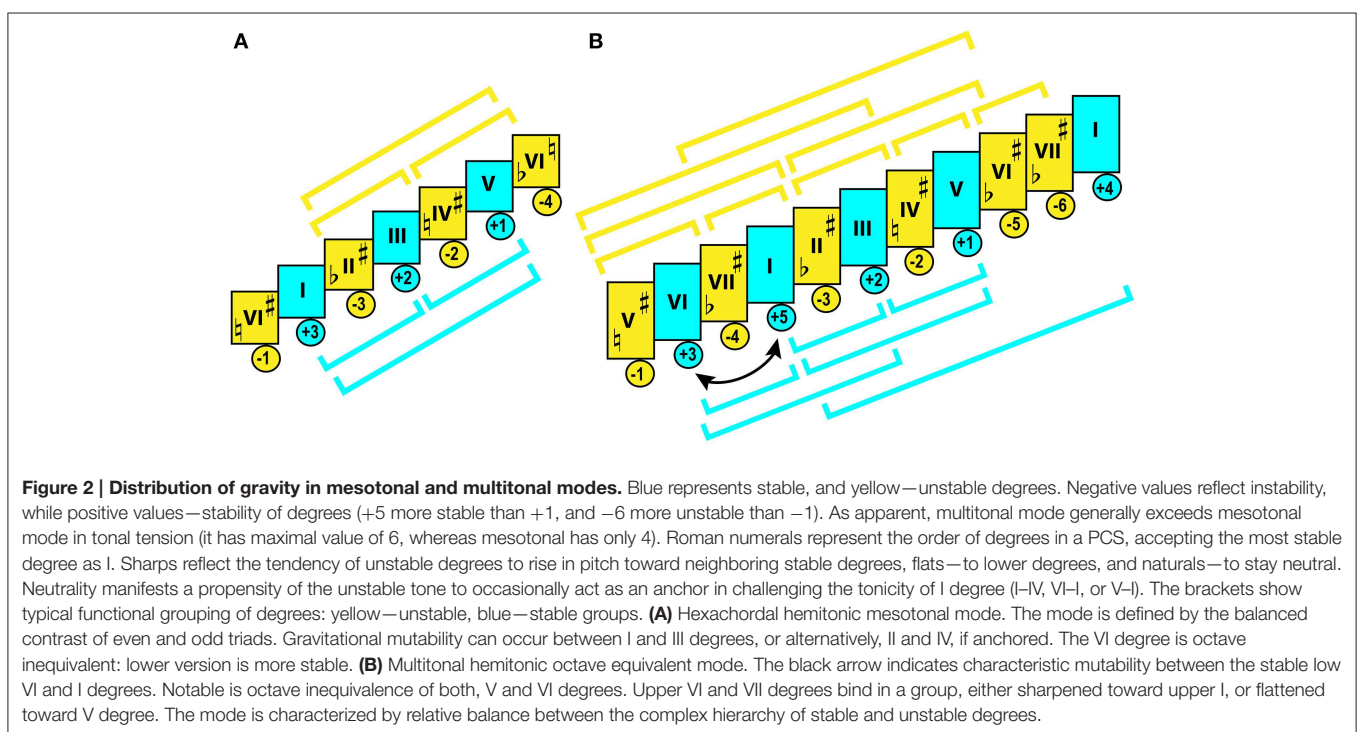 A
B
♮VI♯
-1
I
+3
♭II♯
-3
III
+2
♮IV♯
-2
V
+1
♭VI♮
-4
♮V♯
-1
VI
+3
♭VII♯
-4
I
+5
♭II♯
-3
III
+2
♮IV♯
-2
V
+1
♭VI♯
-5
♭VII♯
-6
I
+4
Figure 2 | Distribution of gravity in mesotonal and multitonal modes. Blue represents stable, and yellow—unstable degrees. Negative values reflect instability,
while positive values—stability of degrees (+5 more stable than +1, and −6 more unstable than −1). As apparent, multitonal mode generally exceeds mesotonal
mode in tonal tension (it has maximal value of 6, whereas mesotonal has only 4). Roman numerals represent the order of degrees in a PCS, accepting the most stable
degree as I. Sharps reflect the tendency of unstable degrees to rise in pitch toward neighboring stable degrees, flats—to lower degrees, and naturals—to stay neutral.
Neutrality manifests a propensity of the unstable tone to occasionally act as an anchor in challenging the tonicity of I degree (I–IV, VI–I, or V–I). The brackets show
typical functional grouping of degrees: yellow—unstable, blue—stable groups. (A) Hexachordal hemitonic mesotonal mode. The mode is defined by the balanced
contrast of even and odd triads. Gravitational mutability can occur between I and III degrees, or alternatively, II and IV, if anchored. The VI degree is octave
inequivalent: lower version is more stable. (B) Multitonal hemitonic octave equivalent mode. The black arrow indicates characteristic mutability between the stable low
VI and I degrees. Notable is octave inequivalence of both, V and VI degrees. Upper VI and VII degrees bind in a group, either sharpened toward upper I, or flattened
toward V degree. The mode is characterized by relative balance between the complex hierarchy of stable and unstable degrees.